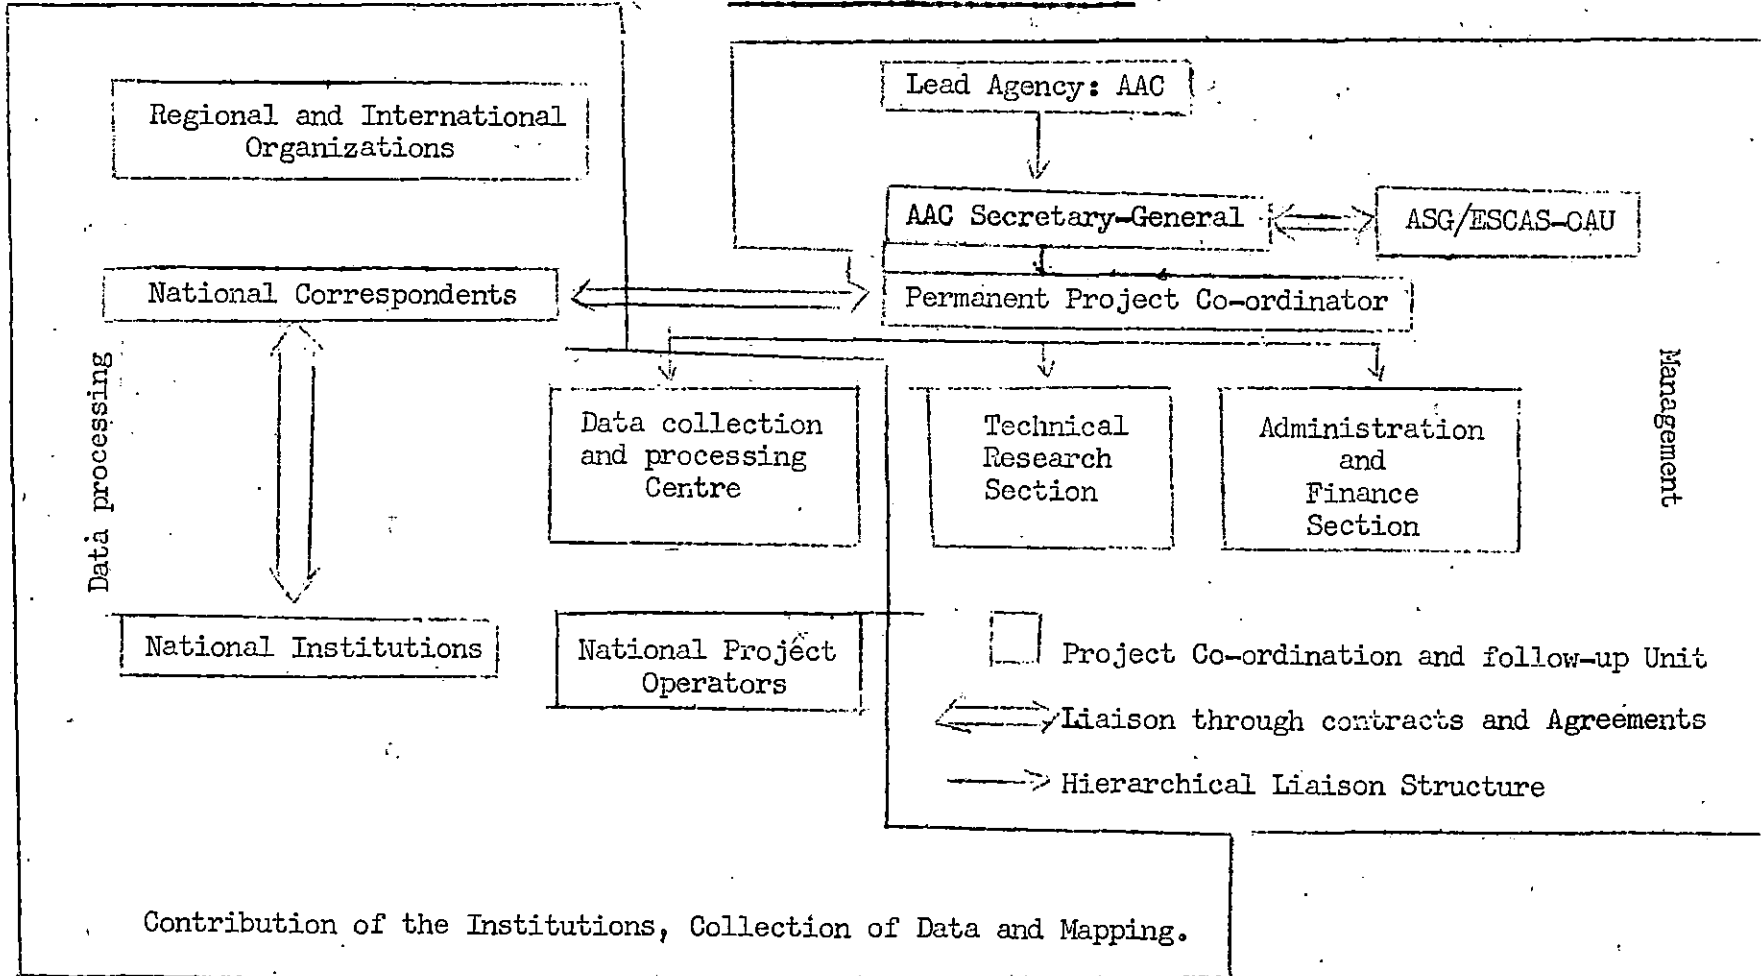 Lead Agency: AAC
Regional and International
Organizations
AAC Secretary-General
ASG/ESCAS-OAU
National Correspondents
Permanent Project Co-ordinator
Data processing
Management
Data collection
and processing
Centre
Technical
Research
Section
Administration
and
Finance
Section
National Institutions
National Project
Operators
Project Co-ordination and follow-up Unit
Liaison through contracts and Agreements
Hierarchical Liaison Structure
Contribution of the Institutions, Collection of Data and Mapping.